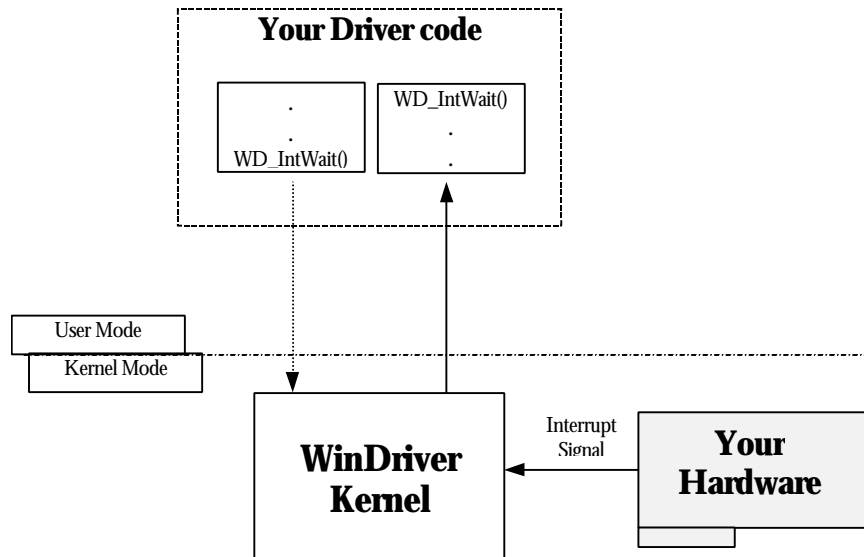 Your Driver code
.
.
WD_IntWait()
WD_IntWait()
.
.
User Mode
Kernel Mode
WinDriver
Kernel
Interrupt
Signal
Your
Hardware